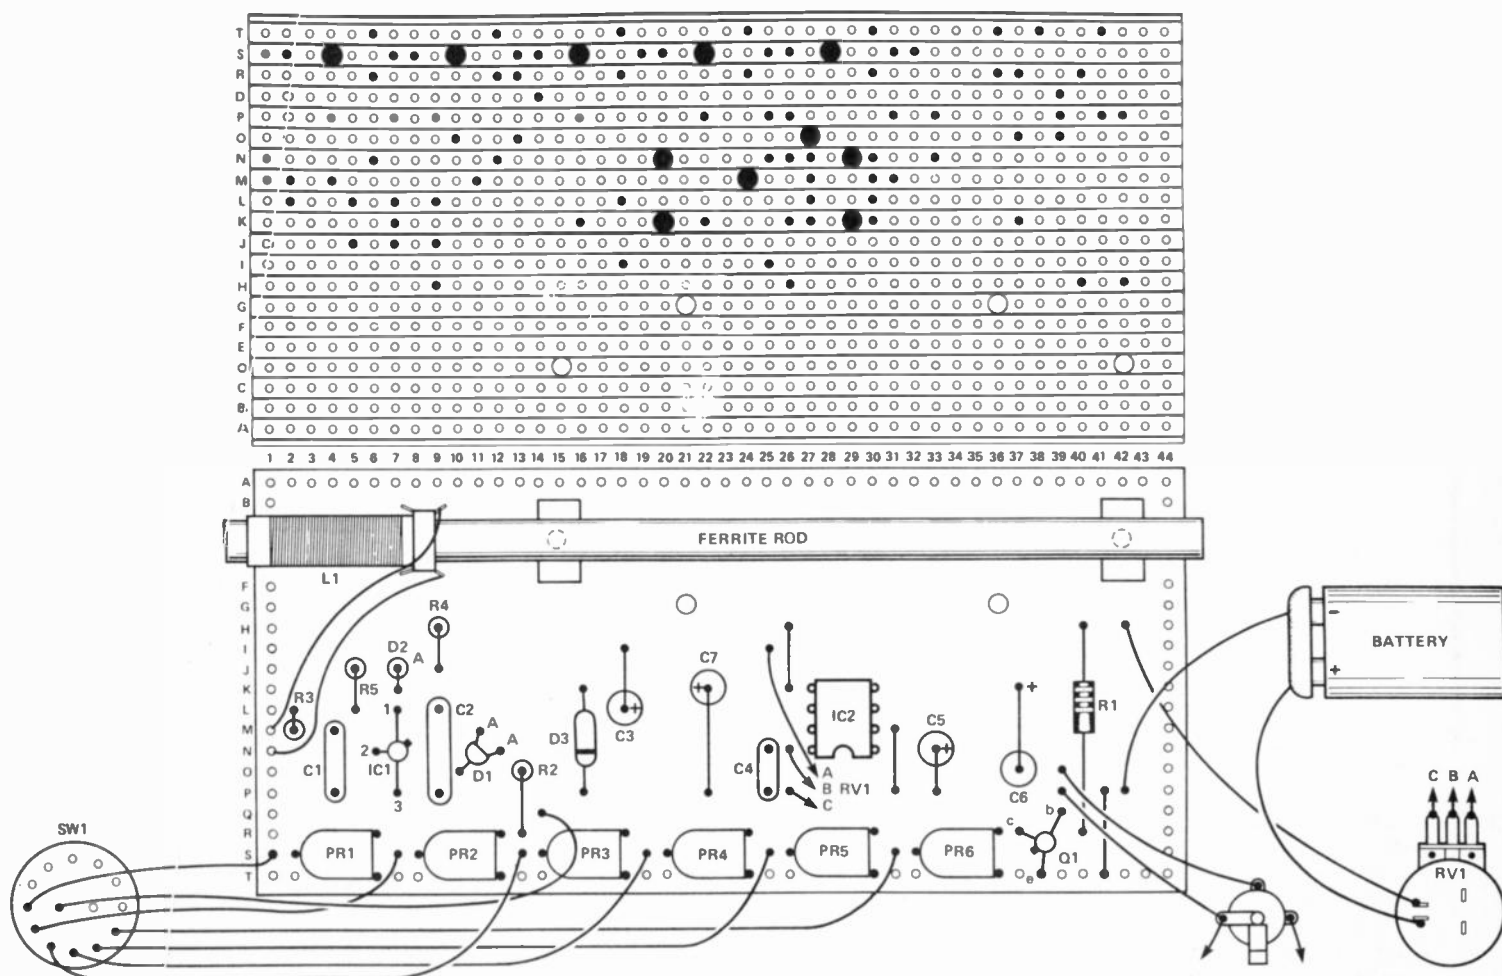 T
S
R
D
P
O
N
M
L
K
J
I
H
G
F
E
O
C
B
A
1 2 3 4 5 6 7 8 9 10 11 12 13 14 15 16 17 18 19 20 21 22 23 24 25 26 27 28 29 30 31 32 33 34 35 36 37 38 39 40 41 42 43 44
A
B
FERRITE ROD
L1
F
G
H
I
J
K
L
M
N
O
P
Q
R
S
T
R4
D2
A
R5
R3
1
2
IC1
3
C1
C2
A
A
D1
R2
D3
C3
+
C7
+
C4
IC2
A
B RV1
C
C5
+
+
C6
R1
b
c
Q1
e
PR1
PR2
PR3
PR4
PR5
PR6
SW1
-
BATTERY
+
C B A
RV1